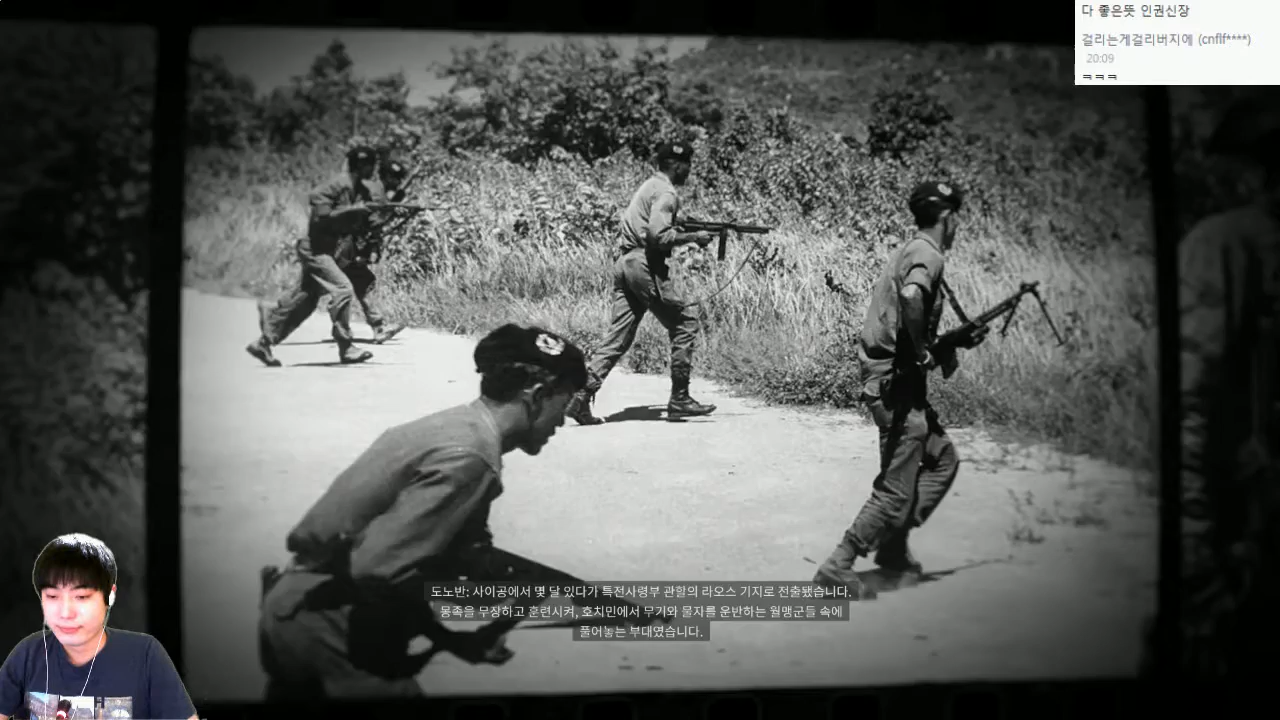 다 좋은뜻 인권신장
걸리는게걸리버지에 (cnflf****)
20:09
ㅋㅋㅋ
도노반: 사이공에서 몇 달 있다가 특전사령부 관할의 라오스 기지로 전출됐습니다.
몽족을 무장하고 훈련시켜, 호치민에서 무기와 물자를 운반하는 월맹군들 속에
풀어놓는 부대였습니다.